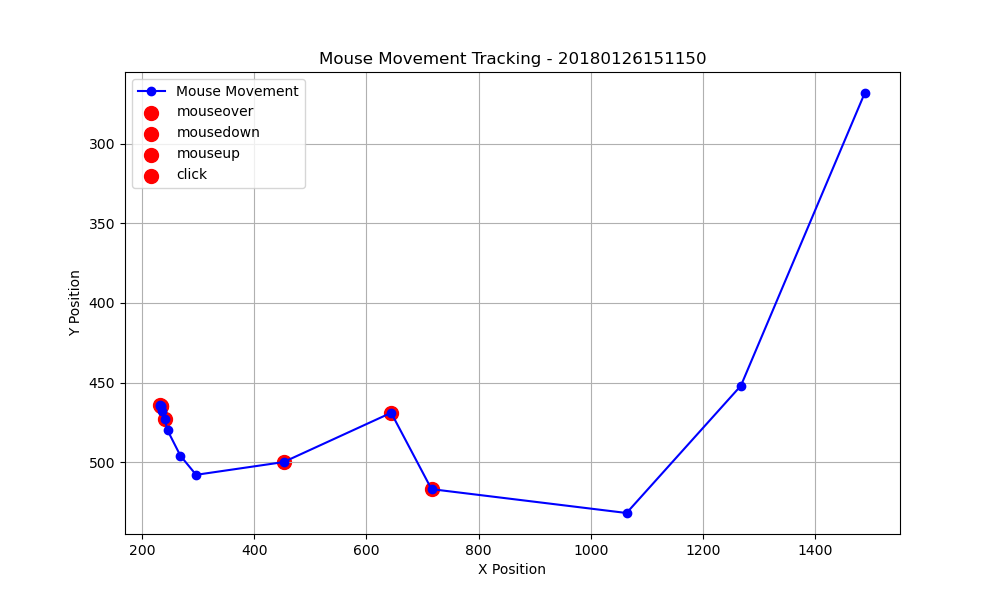 Mouse Movement Tracking - 20180126151150
Mouse Movement
mouseover
mousedown
mouseup
click
300
350
400
450
500
Y Position
200 400 600 800 1000 1200 1400
X Position